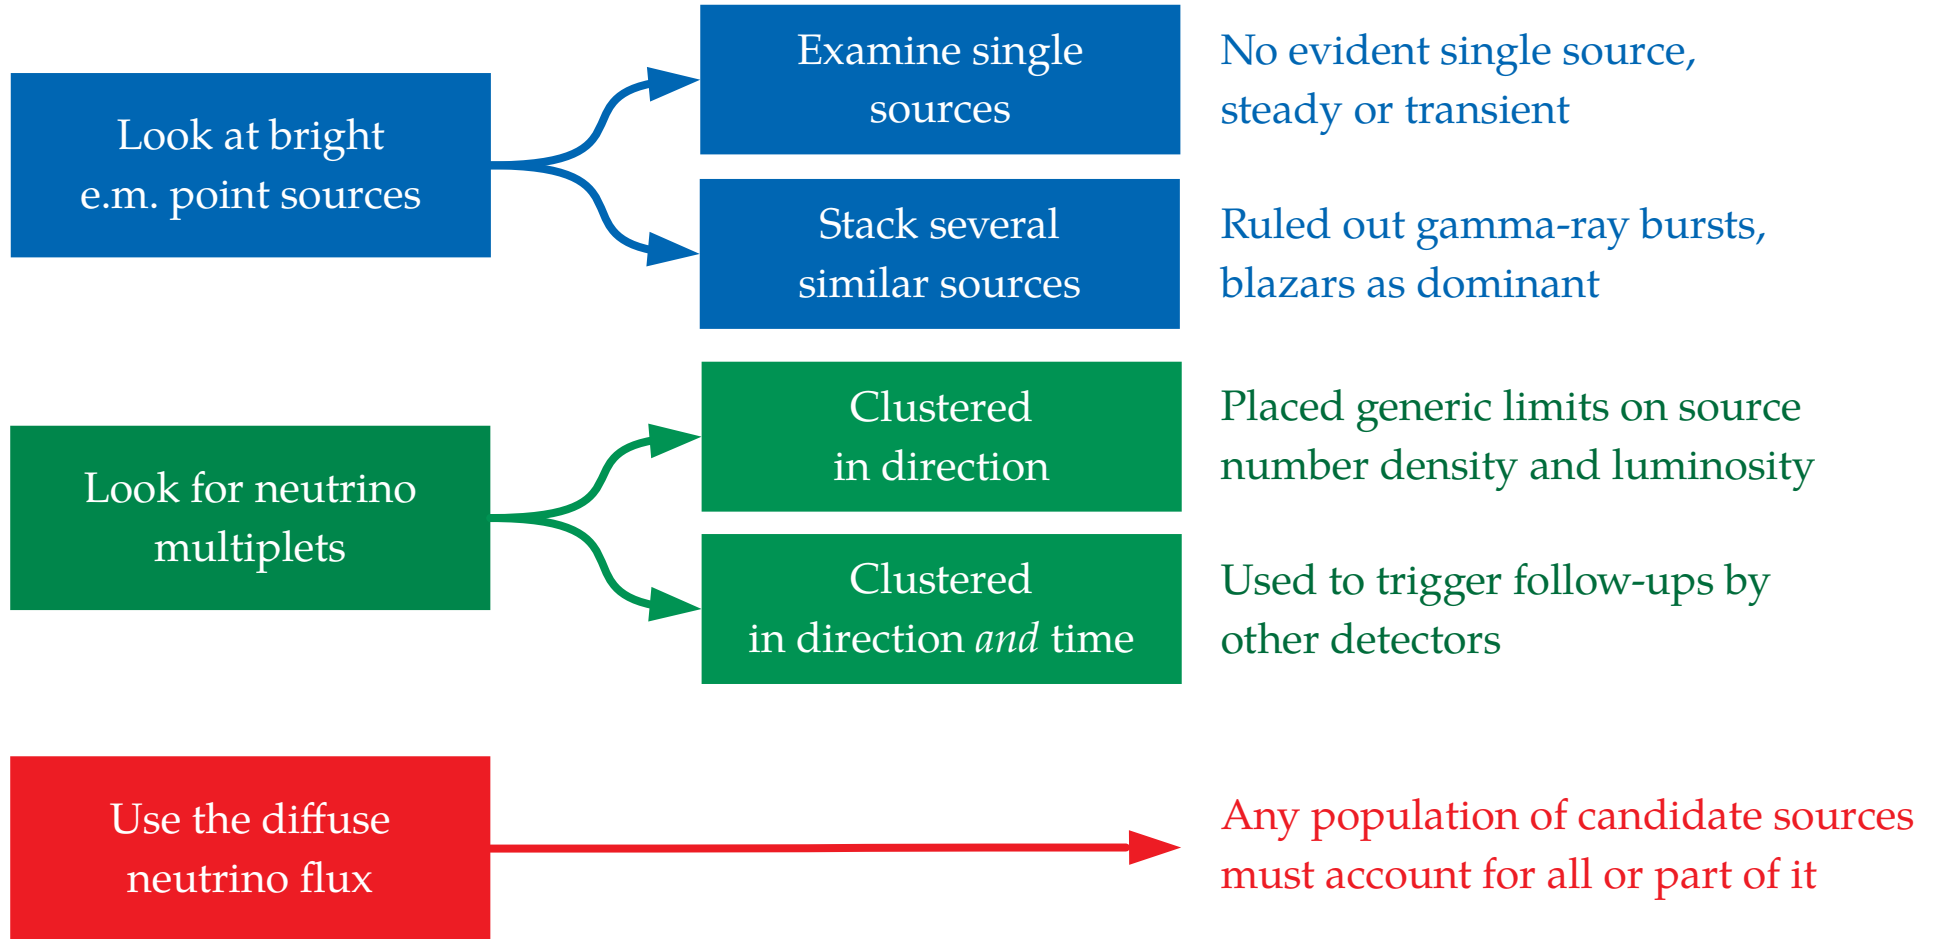 Look at bright
e.m. point sources
Examine single
sources
No evident single source,
steady or transient
Stack several
similar sources
Ruled out gamma-ray bursts,
blazars as dominant
Look for neutrino
multiplets
Clustered
in direction
Placed generic limits on source
number density and luminosity
Clustered
in direction and time
Used to trigger follow-ups by
other detectors
Use the diffuse
neutrino flux
Any population of candidate sources
must account for all or part of it